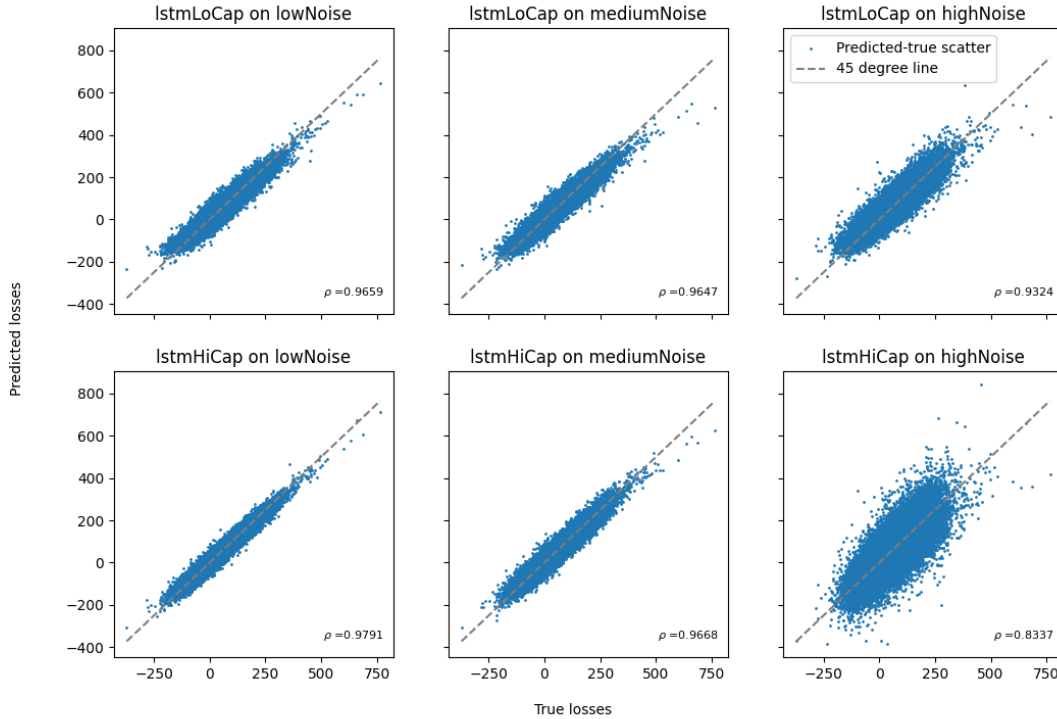 lstmLoCap on lowNoise
lstmLoCap on mediumNoise
lstmLoCap on highNoise
800
600
400
200
0
−200
−400
ρ =0.9659
ρ =0.9647
Predicted-true scatter
45 degree line
ρ =0.9324
Predicted losses
lstmHiCap on lowNoise
lstmHiCap on mediumNoise
lstmHiCap on highNoise
800
600
400
200
0
−200
−400
ρ =0.9791
ρ =0.9668
ρ =0.8337
−250 0 250 500 750
−250 0 250 500 750
−250 0 250 500 750
True losses